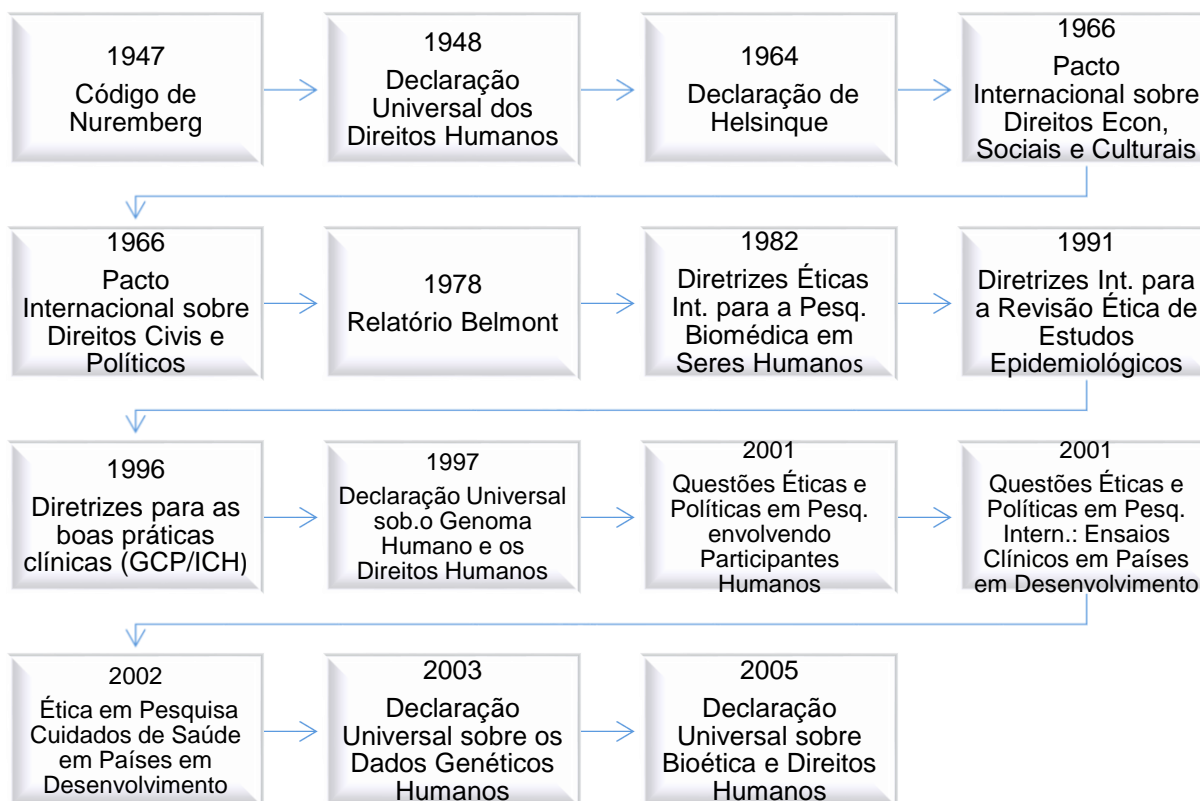 1947
Código de
Nuremberg
1948
Declaração
Universal dos
Direitos Humanos
1964
Declaração de
Helsinque
1966
Pacto
Internacional sobre
Direitos Econ,
Sociais e Culturais
1966
Pacto
Internacional sobre
Direitos Civis e
Políticos
1978
Relatório Belmont
1982
Diretrizes Éticas
Int. para a Pesq.
Biomédica em
Seres Humanos
1991
Diretrizes Int. para
a Revisão Ética de
Estudos
Epidemiológicos
1996
Diretrizes para as
boas práticas
clínicas (GCP/ICH)
1997
Declaração Universal
sob.o Genoma
Humano e os
Direitos Humanos
2001
Questões Éticas e
Políticas em Pesq.
envolvendo
Participantes
Humanos
2001
Questões Éticas e
Políticas em Pesq.
Intern.: Ensaios
Clínicos em Países
em Desenvolvimento
2002
Ética em Pesquisa
Cuidados de Saúde
em Países em
Desenvolvimento
2003
Declaração
Universal sobre os
Dados Genéticos
Humanos
2005
Declaração
Universal sobre
Bioética e Direitos
Humanos